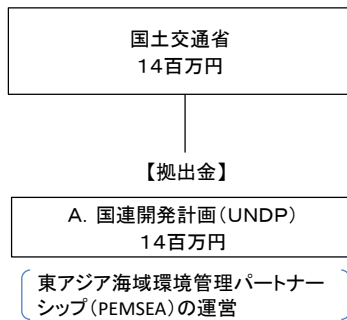 国土交通省
14百万円
【拠出金】
A. 国連開発計画(UNDP)
14百万円
東アジア海域環境管理パートナー
シップ(PEMSEA)の運営